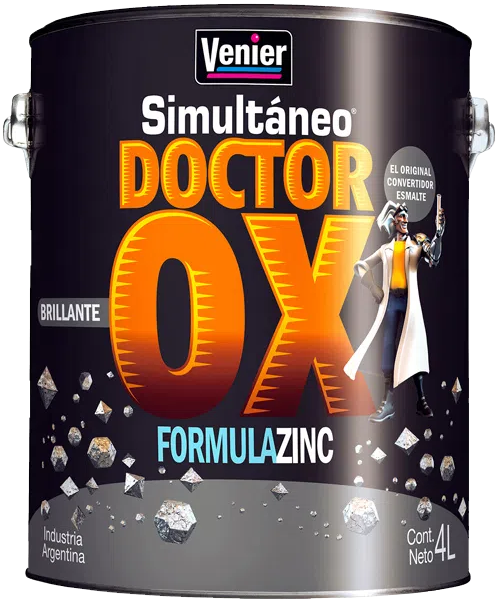 Venier
Simultáneo®
DOCTOR
OX
EL ORIGINAL
CONVERTIDOR
ESMALTE
BRILLANTE
FORMULAZINC
Industria
Argentina
Cont.
Neto 4L